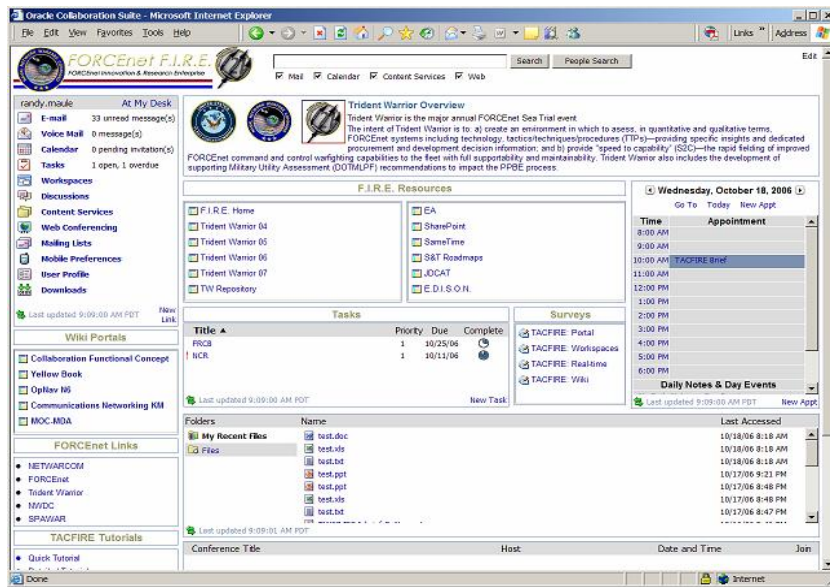 Oracle Collaboration Suite - Microsoft Internet Explorer
File Edit View Favorites Tools Help
Links
Address
FORCEnet F.I.R.E.
FORCEnet Innovation & Research Enterprise
Search
People Search
Edit
Mail
Calendar
Content Services
Web
randy.maule
At My Desk
E-mail 33 unread message(s)
Voice Mail 0 message(s)
Calendar 0 pending invitation(s)
Tasks 1 open, 1 overdue
Workspaces
Discussions
Content Services
Web Conferencing
Mailing Lists
Mobile Preferences
User Profile
Downloads
Last updated 9:09:00 AM PDT
New Link
Wiki Portals
Collaboration Functional Concept
Yellow Book
OpNav N6
Communications Networking KM
MOC-MDA
FORCEnet Links
NETWARCOM
FORCEnet
Trident Warrior
NWDC
SPAWAR
TACFIRE Tutorials
Quick Tutorial
Trident Warrior Overview
Trident Warrior is the major annual FORCEnet Sea Trial event
The intent of Trident Warrior is to: a) create an environment in which to asess, in quantitative and qualitative terms,
FORCEnet systems including technology, tactics/techniques/procedures (TTPs)—providing specific insights and dedicated
procurement and development decision information; and b) provide "speed to capability" (S2C)—the rapid fielding of improved
FORCEnet command and control warfighting capabilities to the fleet with full supportability and maintainability. Trident Warrior also includes the development of
supporting Military Utility Assessment (DOTMLPF) recommendations to impact the PPBE process.
F.I.R.E. Resources
F.I.R.E. Home
Trident Warrior 04
Trident Warrior 05
Trident Warrior 06
Trident Warrior 07
TW Repository
EA
SharePoint
SameTime
S&T Roadmaps
JDCAT
E.D.I.S.O.N.
Tasks
Title Priority Due Complete
FRCB 1 10/25/06
! NCR 1 10/11/06
Last updated 9:09:00 AM PDT
New Task
Surveys
TACFIRE: Portal
TACFIRE: Workspaces
TACFIRE: Real-time
TACFIRE: Wiki
Wednesday, October 18, 2006
Go To Today New Appt
Time Appointment
8:00 AM
9:00 AM
10:00 AM TACFIRE Brief
11:00 AM
12:00 PM
1:00 PM
2:00 PM
3:00 PM
4:00 PM
5:00 PM
6:00 PM
Daily Notes & Day Events
Last updated 9:09:00 AM PDT
New Appt
Folders Name Last Accessed
My Recent Files
Files
test.doc 10/18/06 8:18 AM
test.xls 10/18/06 8:18 AM
test.txt 10/18/06 8:18 AM
test.ppt 10/17/06 9:21 PM
test.ppt 10/17/06 8:48 PM
test.xls 10/17/06 8:48 PM
test.txt 10/17/06 8:47 PM
Last updated 9:09:01 AM PDT
Conference Title Host Date and Time Join
Done
Internet